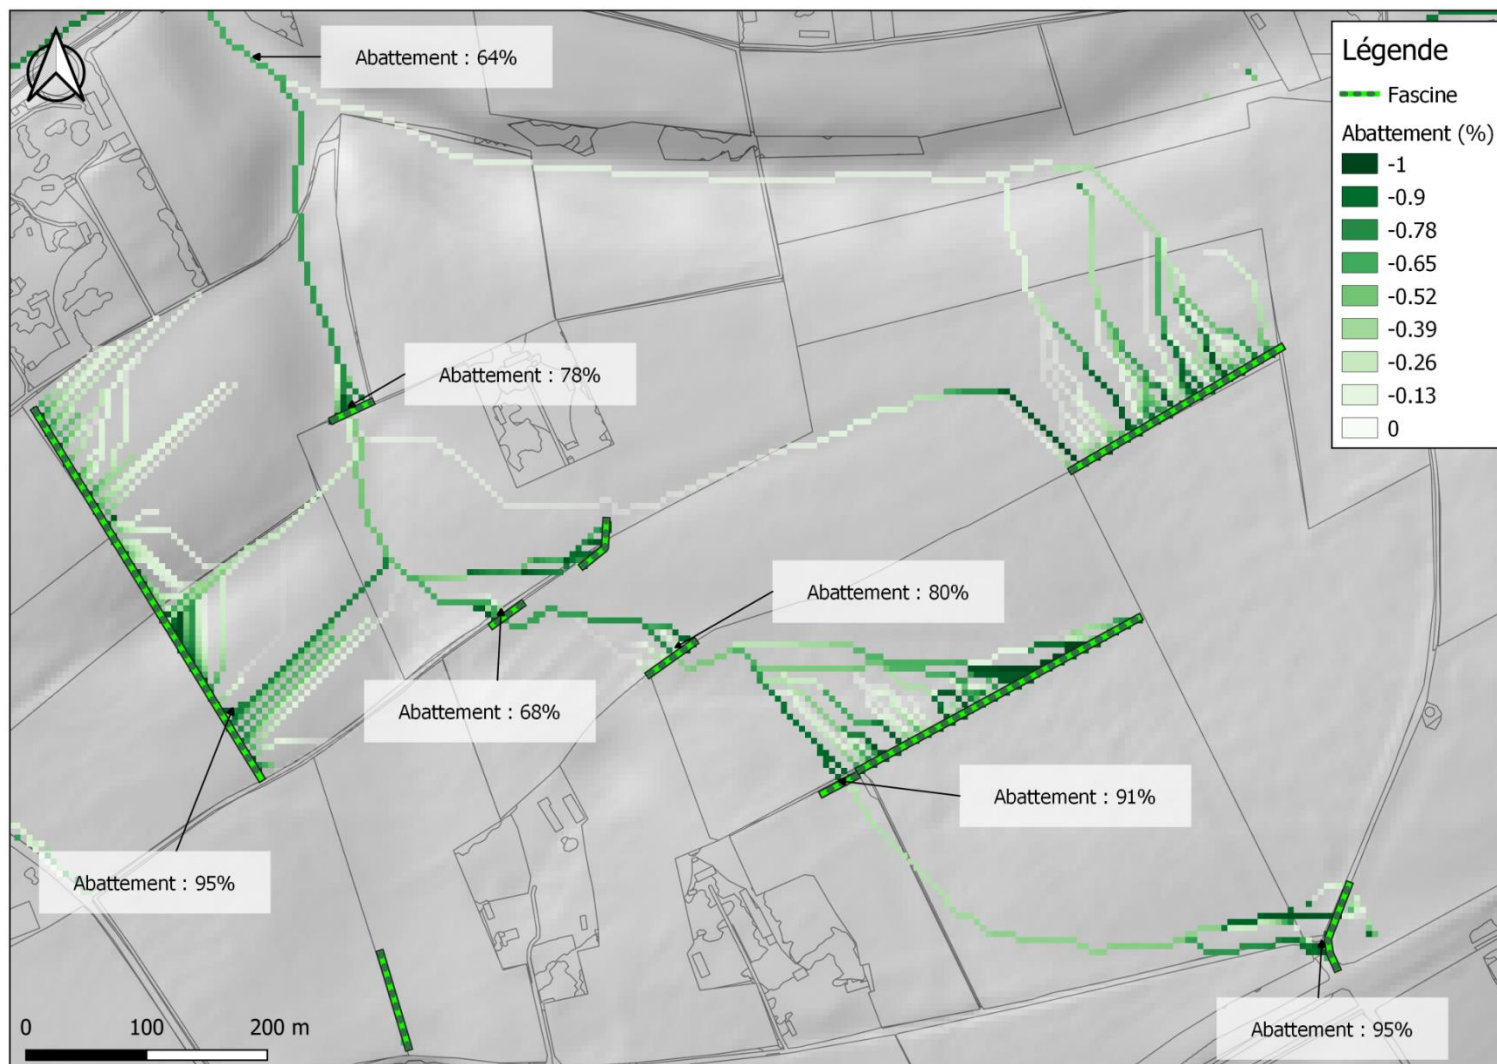 Abattement : 64%
Légende
Fascine
Abattement (%)
-1
-0.9
-0.78
-0.65
-0.52
-0.39
-0.26
-0.13
0
Abattement : 78%
Abattement : 80%
Abattement : 68%
Abattement : 91%
Abattement : 95%
Abattement : 95%
0 100 200 m